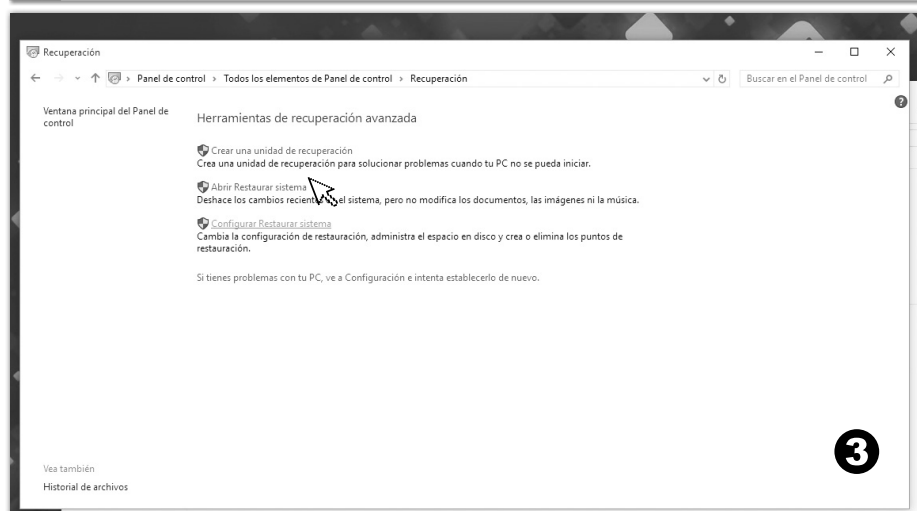 Recuperación
Panel de control › Todos los elementos de Panel de control › Recuperación
Buscar en el Panel de control
Ventana principal del Panel de
control
Herramientas de recuperación avanzada
Crear una unidad de recuperación
Crea una unidad de recuperación para solucionar problemas cuando tu PC no se pueda iniciar.
Abrir Restaurar sistema
Deshace los cambios recientes el sistema, pero no modifica los documentos, las imágenes ni la música.
Configurar Restaurar sistema
Cambia la configuración de restauración, administra el espacio en disco y crea o elimina los puntos de
restauración.
Si tienes problemas con tu PC, ve a Configuración e intenta establecerlo de nuevo.
3
Vea también
Historial de archivos